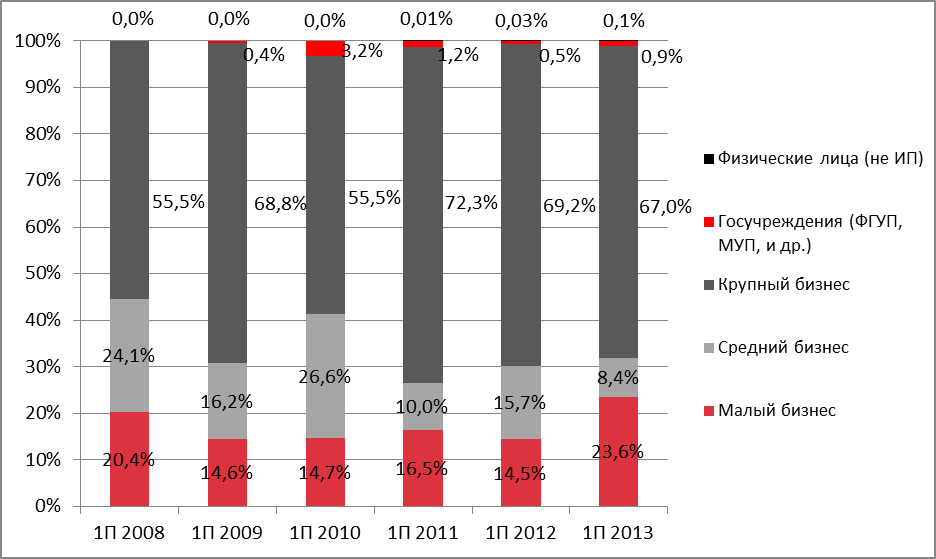 0,0% 0,0% 0,0% 0,01% 0,03% 0,1%
100%
0,4% 3,2% 1,2% 0,5% 0,9%
90%
80%
70%
55,5% 68,8% 55,5% 72,3% 69,2% 67,0%
60%
50%
40%
24,1% 16,2% 26,6% 10,0% 15,7% 8,4%
30%
20%
20,4% 14,6% 14,7% 16,5% 14,5% 23,6%
10%
0%
1П 2008 1П 2009 1П 2010 1П 2011 1П 2012 1П 2013
Физические лица (не ИП)
Госучреждения (ФГУП,
МУП, и др.)
Крупный бизнес
Средний бизнес
Малый бизнес